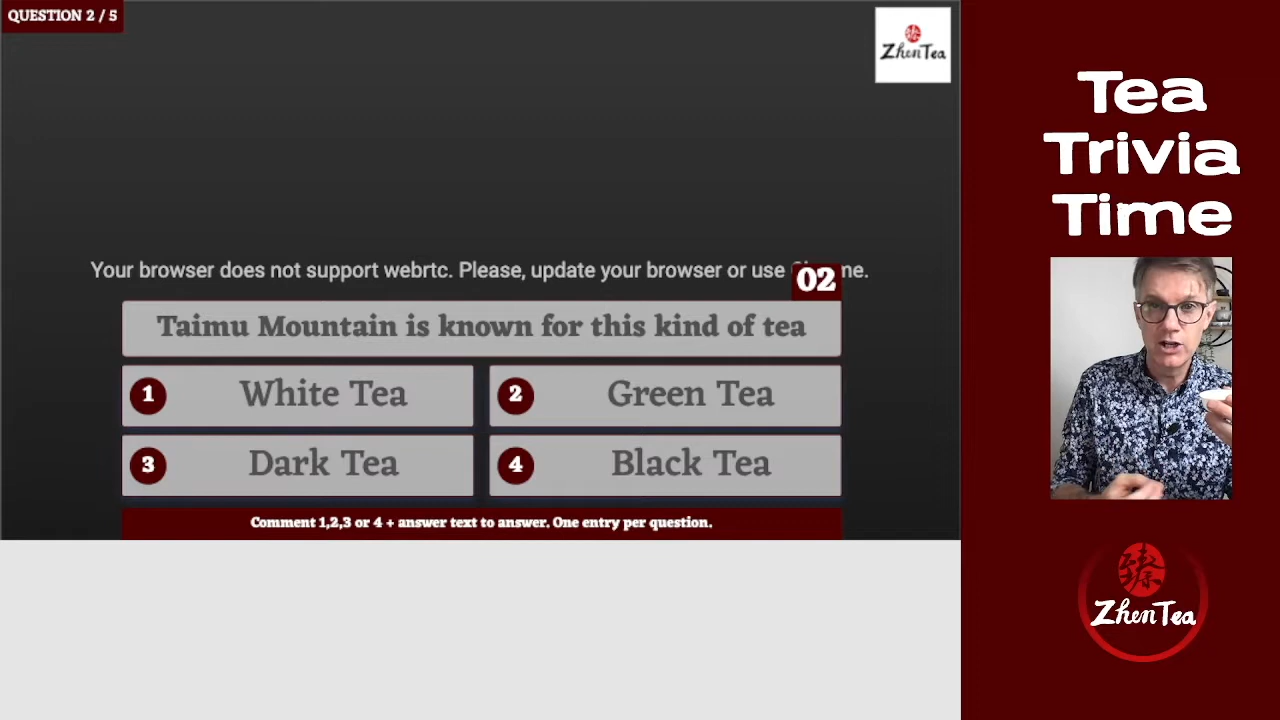 QUESTION 2 / 5
ZhenTea
Your browser does not support webrtc. Please, update your browser or use me.
02
Taimu Mountain is known for this kind of tea
1 White Tea
2 Green Tea
3 Dark Tea
4 Black Tea
Comment 1,2,3 or 4 + answer text to answer. One entry per question.
Tea
Trivia
Time
臻
ZhenTea